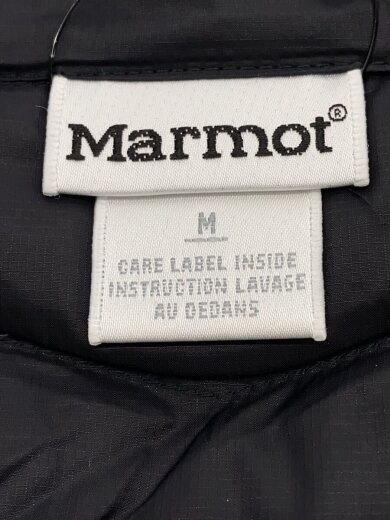 Marmot®
M
CARE LABEL INSIDE
INSTRUCTION LAVAGE
AU DEDANS